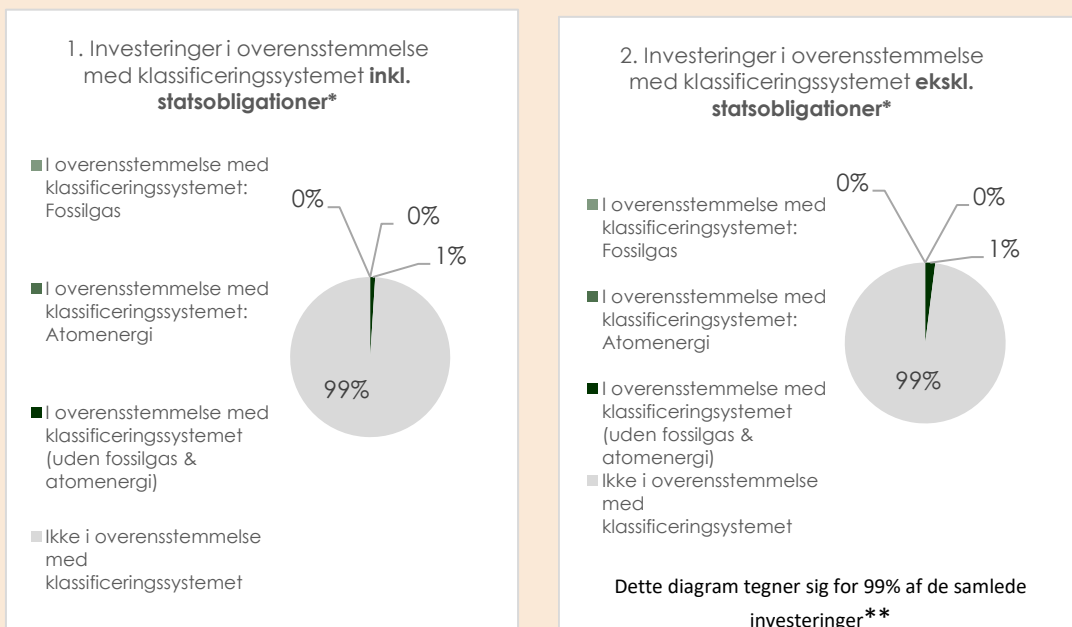 1. Investeringer i overensstemmelse
med klassificeringssystemet inkl.
statsobligationer*
I overensstemmelse med
klassificeringssystemet:
Fossilgas
I overensstemmelse med
klassificeringsystemet:
Atomenergi
I overensstemmelse med
klassificeringssystemet
(uden fossilgas &
atomenergi)
Ikke i overensstemmelse
med
klassificeringssystemet
0%
0%
1%
99%
2. Investeringer i overensstemmelse
med klassificeringssystemet ekskl.
statsobligationer*
I overensstemmelse med
klassificeringsytemet:
Fossilgas
I overensstemmelse med
klassificeringssystemet:
Atomenergi
I overensstemmelse med
klassificeringssystemet
(uden fossilgas &
atomenergi)
Ikke i overensstemmelse
med
klassificeringsystemet
0%
0%
1%
99%
Dette diagram tegner sig for 99% af de samlede
investeringer**